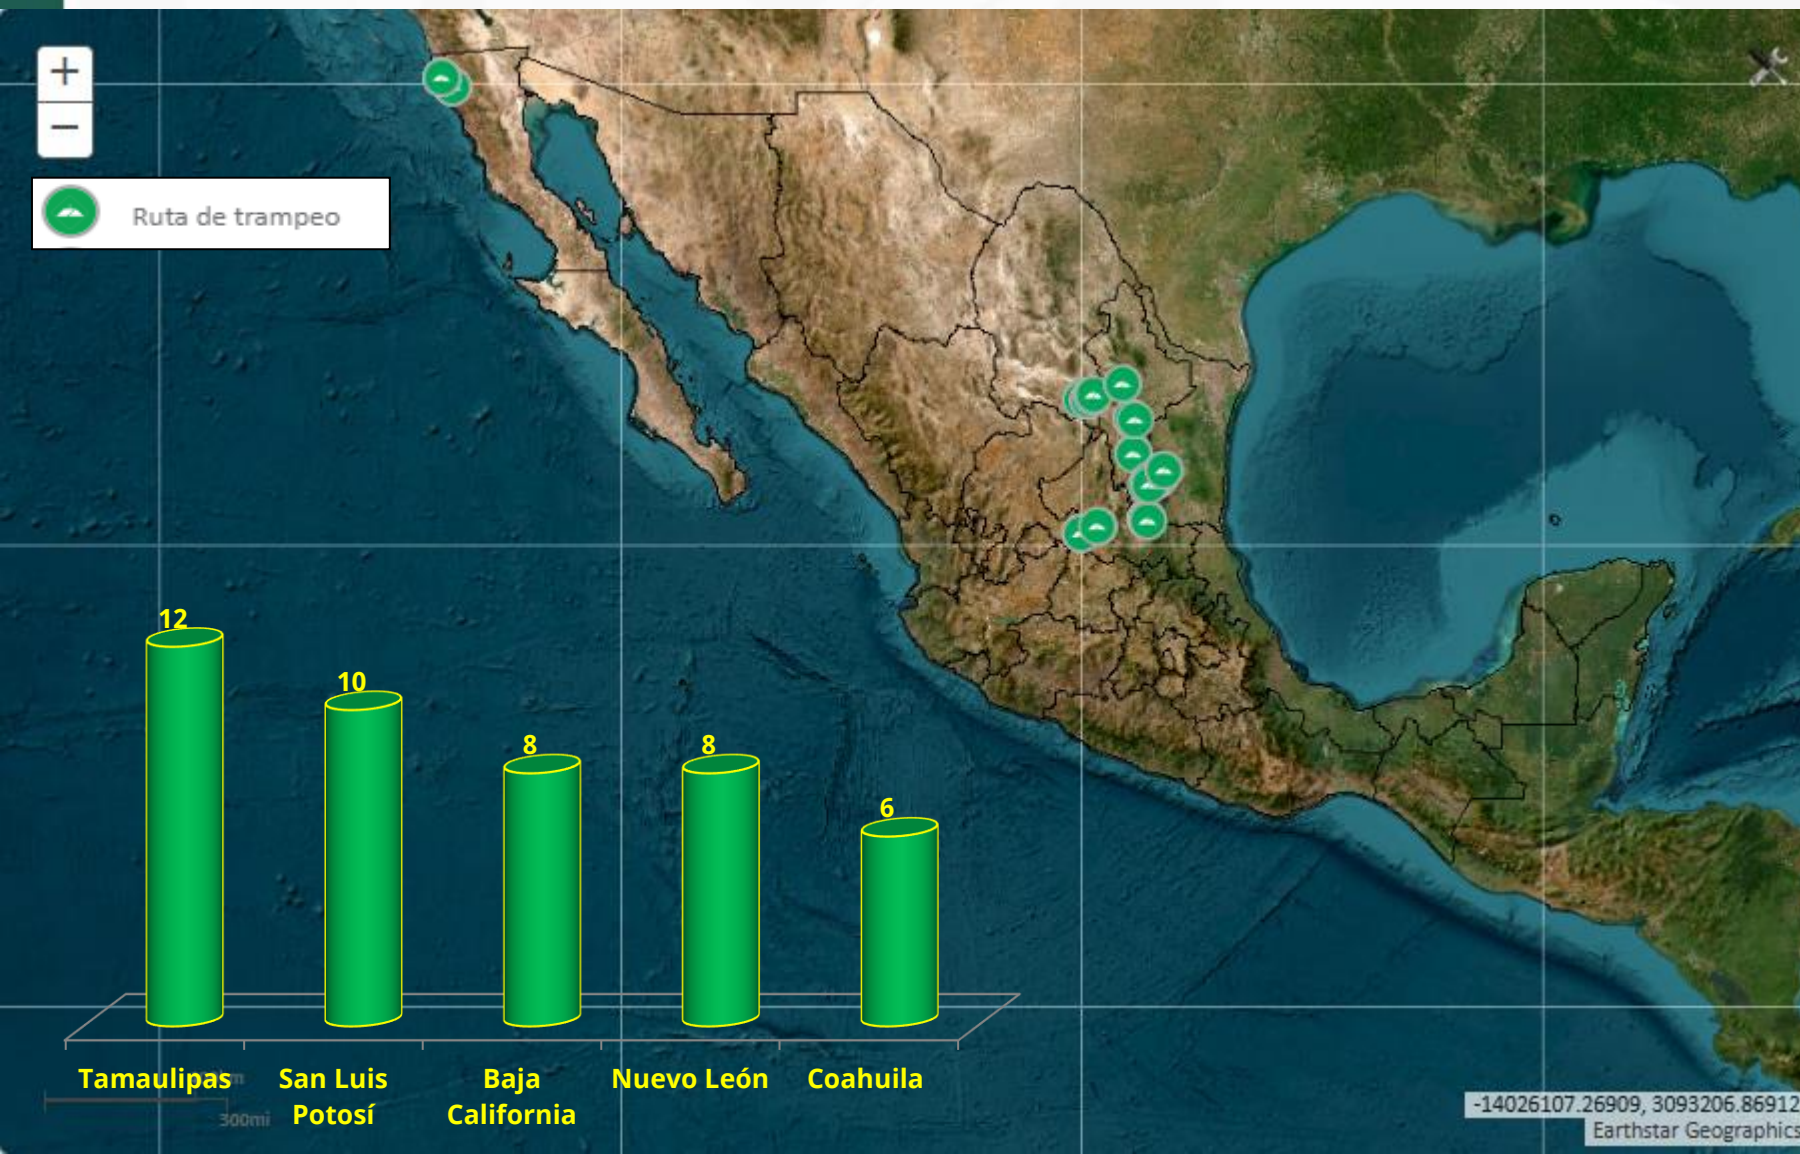 +
−
Ruta de trampeo
12
10
8
8
6
Tamaulipas
San Luis
Potosí
Baja
California
Nuevo León
Coahuila
300mi
-14026107.26909, 3093206.86912
Earthstar Geographics